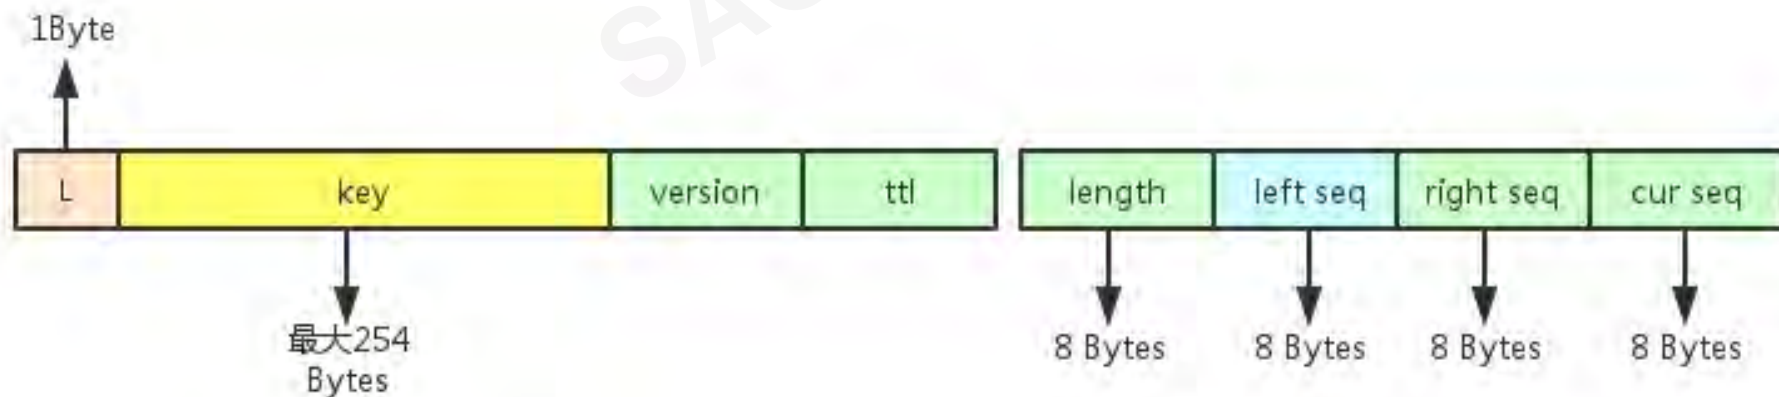 1Byte
L key version ttl length left seq right seq cur seq
最大254
Bytes
8 Bytes 8 Bytes 8 Bytes 8 Bytes